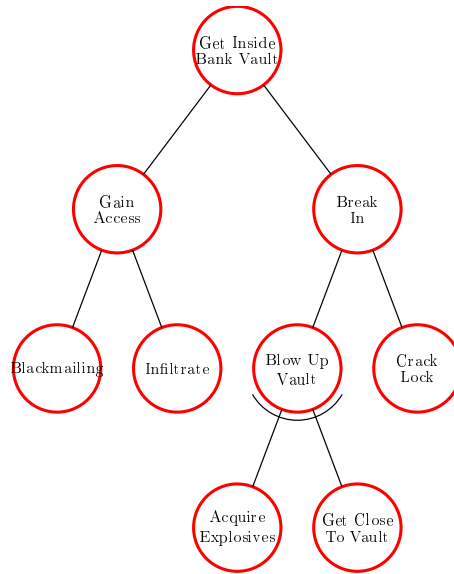 Get Inside
Bank Vault
Gain
Access
Break
In
Blackmailing
Infiltrate
Blow Up
Vault
Crack
Lock
Acquire
Explosives
Get Close
To Vault